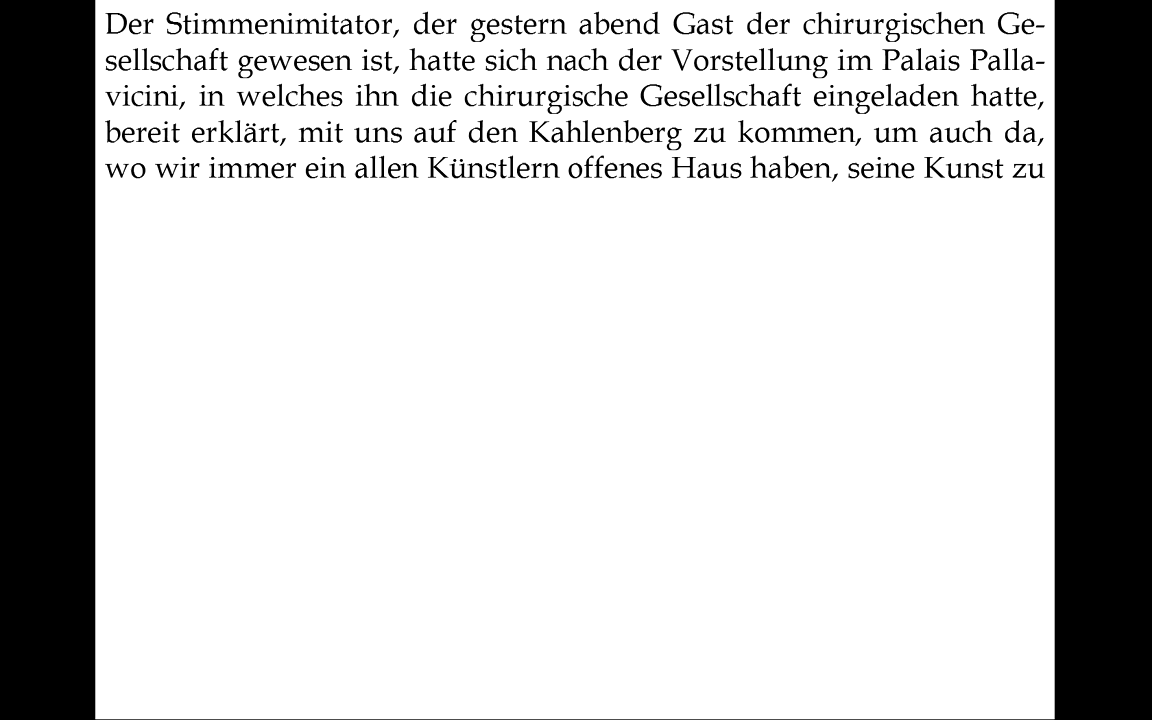 Der Stimmenimitator, der gestern abend Gast der chirurgischen Ge-
sellschaft gewesen ist, hatte sich nach der Vorstellung im Palais Palla-
vicini, in welches ihn die chirurgische Gesellschaft eingeladen hatte,
bereit erklärt, mit uns auf den Kahlenberg zu kommen, um auch da,
wo wir immer ein allen Künstlern offenes Haus haben, seine Kunst zu